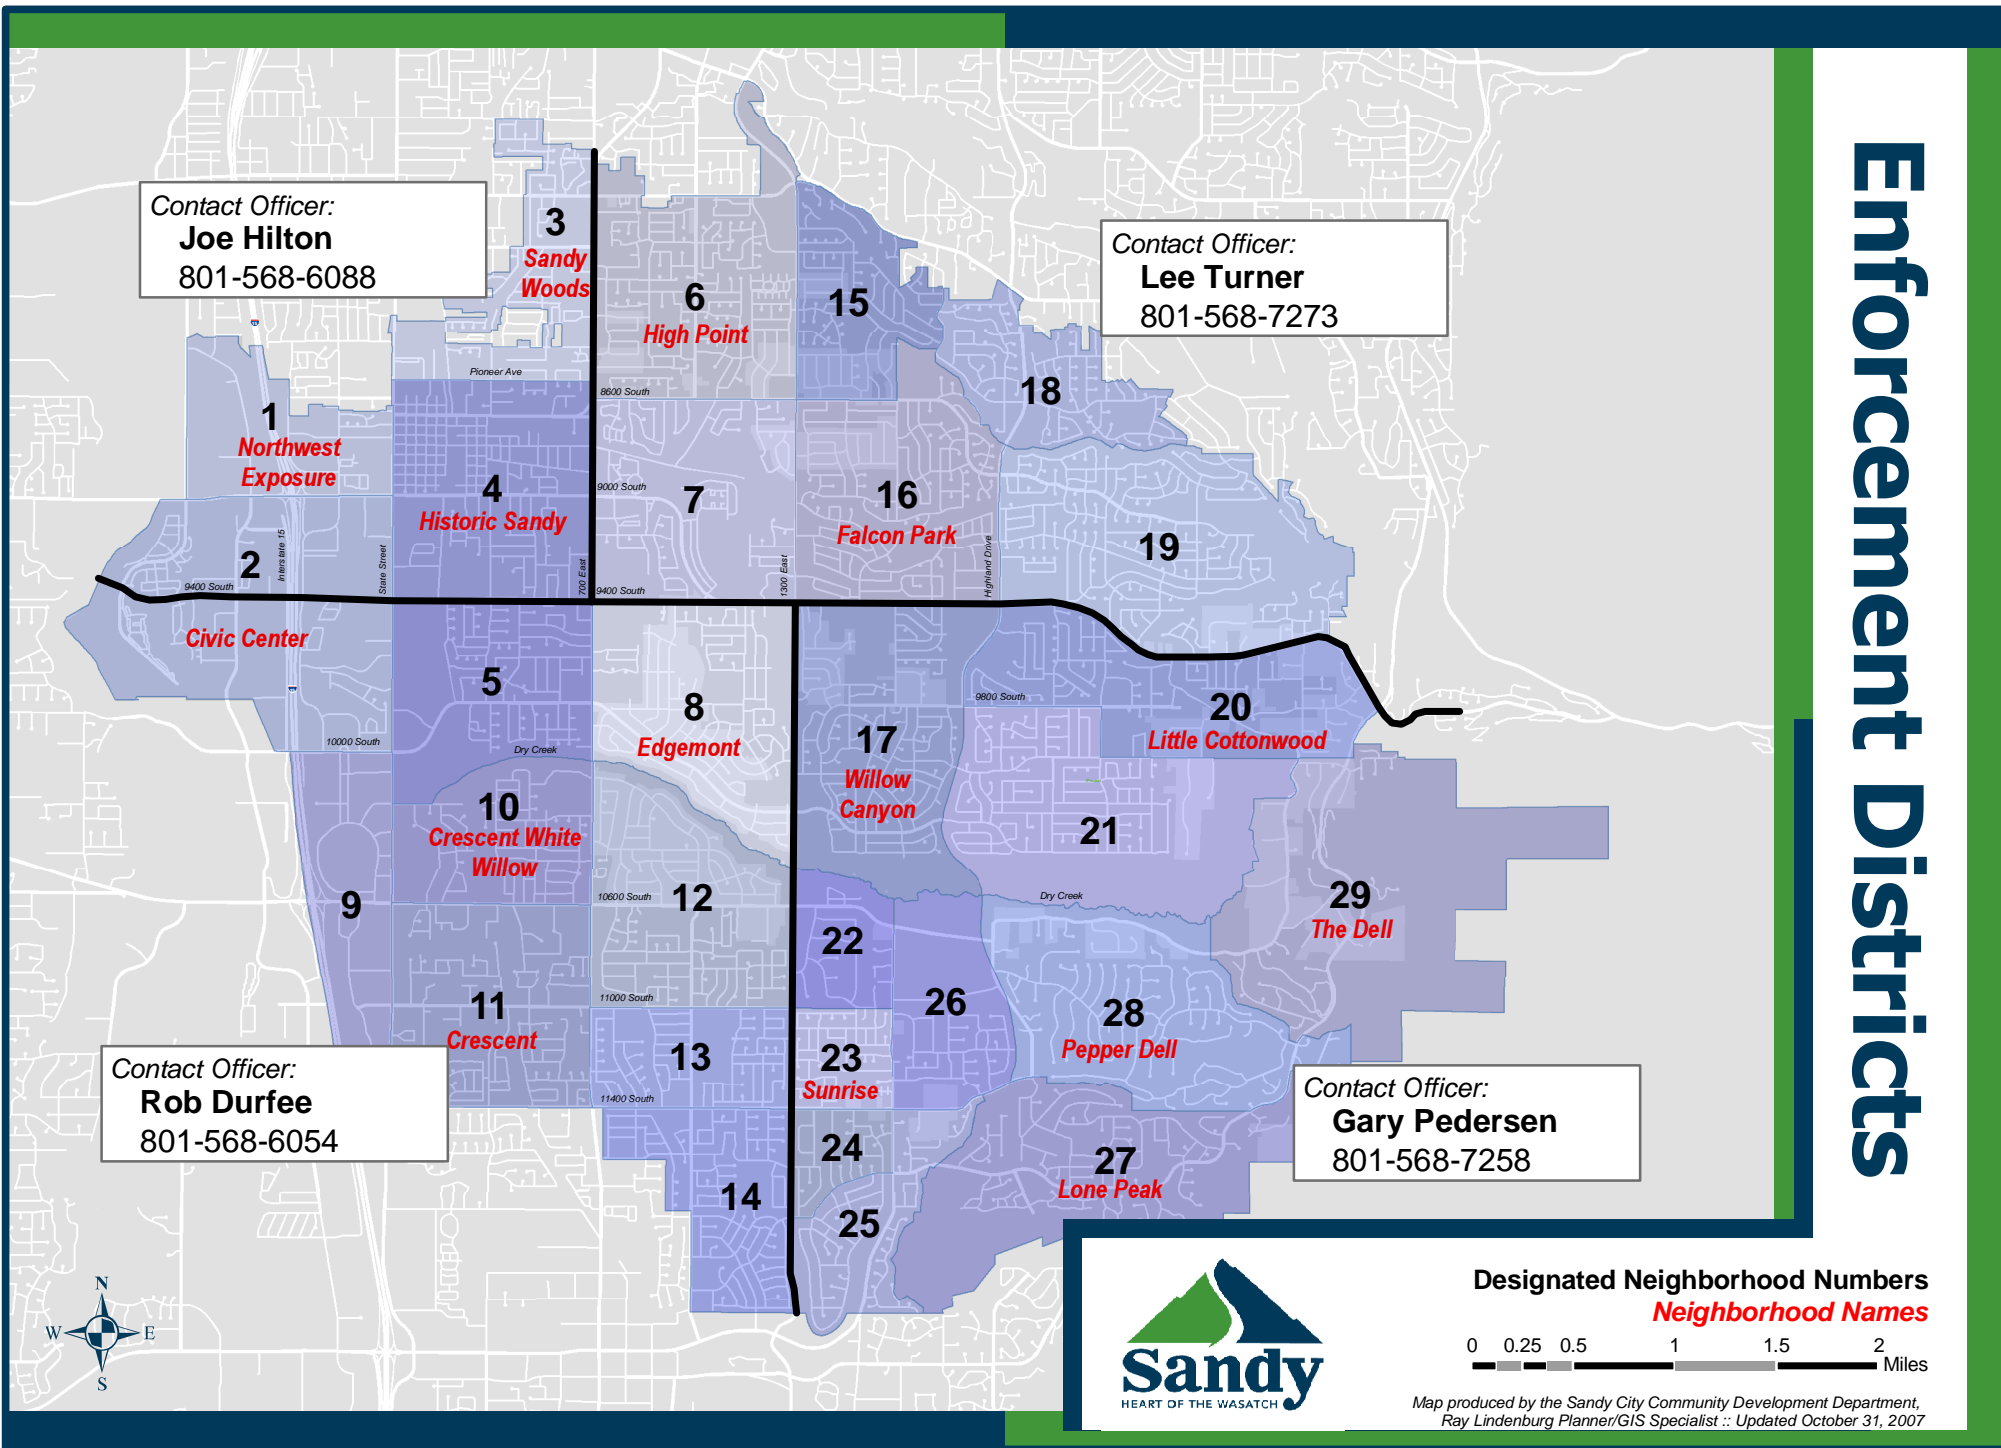 Enforcement Districts
Contact Officer:
Joe Hilton
801-568-6088
Contact Officer:
Lee Turner
801-568-7273
3
Sandy
Woods
6
High Point
15
18
Pioneer Ave
8600 South
1
Northwest
Exposure
4
Historic Sandy
9000 South
7
16
Falcon Park
19
2
Interstate 15
State Street
700 East
1300 East
Highland Drive
9400 South
9400 South
Civic Center
5
8
Edgemont
17
Willow
Canyon
9800 South
20
Little Cottonwood
10000 South
Dry Creek
10
Crescent White
Willow
21
9
10600 South
12
Dry Creek
29
The Dell
22
26
11
Crescent
11000 South
28
Pepper Dell
13
23
Sunrise
11400 South
Contact Officer:
Rob Durfee
801-568-6054
Contact Officer:
Gary Pedersen
801-568-7258
24
27
Lone Peak
14
25
N
W
E
S
Sandy
HEART OF THE WASATCH
Designated Neighborhood Numbers
Neighborhood Names
0 0.25 0.5 1 1.5 2
Miles
Map produced by the Sandy City Community Development Department,
Ray Lindenburg Planner/GIS Specialist :: Updated October 31, 2007